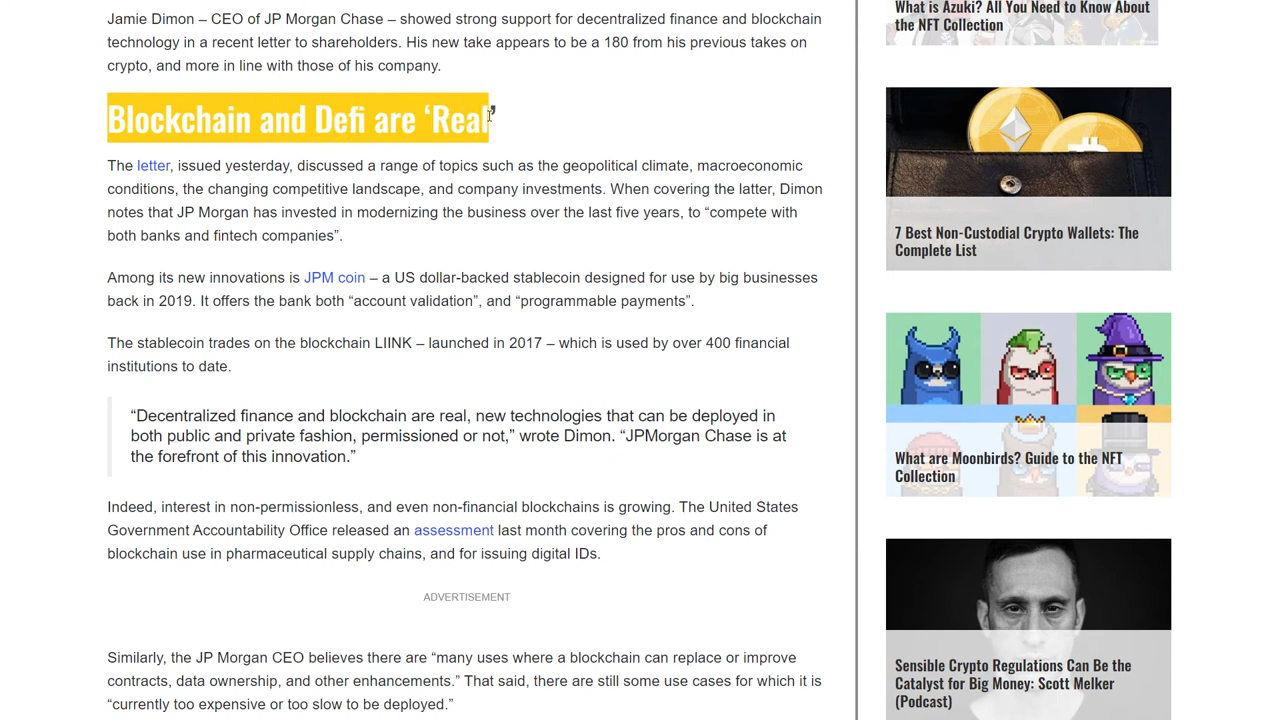 Jamie Dimon – CEO of JP Morgan Chase – showed strong support for decentralized finance and blockchain
technology in a recent letter to shareholders. His new take appears to be a 180 from his previous takes on
crypto, and more in line with those of his company.
Blockchain and Defi are ‘Real’
The letter, issued yesterday, discussed a range of topics such as the geopolitical climate, macroeconomic
conditions, the changing competitive landscape, and company investments. When covering the latter, Dimon
notes that JP Morgan has invested in modernizing the business over the last five years, to “compete with
both banks and fintech companies”.
Among its new innovations is JPM coin – a US dollar-backed stablecoin designed for use by big businesses
back in 2019. It offers the bank both “account validation”, and “programmable payments”.
The stablecoin trades on the blockchain LIINK – launched in 2017 – which is used by over 400 financial
institutions to date.
“Decentralized finance and blockchain are real, new technologies that can be deployed in
both public and private fashion, permissioned or not,” wrote Dimon. “JPMorgan Chase is at
the forefront of this innovation.”
Indeed, interest in non-permissionless, and even non-financial blockchains is growing. The United States
Government Accountability Office released an assessment last month covering the pros and cons of
blockchain use in pharmaceutical supply chains, and for issuing digital IDs.
ADVERTISEMENT
Similarly, the JP Morgan CEO believes there are “many uses where a blockchain can replace or improve
contracts, data ownership, and other enhancements.” That said, there are still some use cases for which it is
“currently too expensive or too slow to be deployed.”
What is Azuki? All You Need to Know About
the NFT Collection
7 Best Non-Custodial Crypto Wallets: The
Complete List
What are Moonbirds? Guide to the NFT
Collection
Sensible Crypto Regulations Can Be the
Catalyst for Big Money: Scott Melker
(Podcast)